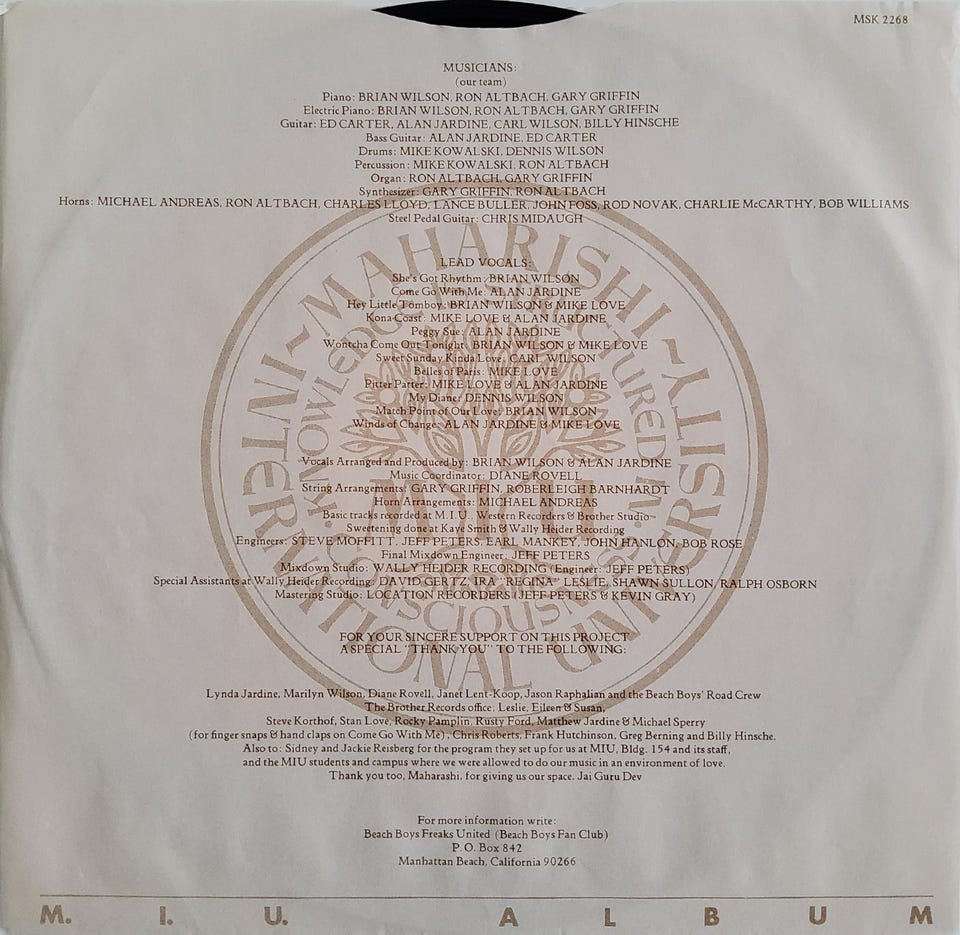 MSK 2268
MUSICIANS:
(our team)
Piano: BRIAN WILSON, RON ALTBACH, GARY GRIFFIN
Electric Piano: BRIAN WILSON, RON ALTBACH, GARY GRIFFIN
Guitar: ED CARTER, ALAN JARDINE, CARL WILSON, BILLY HINSCHE
Bass Guitar: ALAN JARDINE, ED CARTER
Drums: MIKE KOWALSKI, DENNIS WILSON
Percussion: MIKE KOWALSKI, RON ALTBACH
Organ: RON ALTBACH, GARY GRIFFIN
Synthesizer: GARY GRIFFIN, RON ALTBACH
Horns: MICHAEL ANDREAS, RON ALTBACH, CHARLES LLOYD, LANCE BULLER, JOHN FOSS, ROD NOVAK, CHARLIE McCARTHY, BOB WILLIAMS
Steel Pedal Guitar: CHRIS MIDAUGH
LEAD VOCALS:
She's Got Rhythm: BRIAN WILSON
Come Go With Me: ALAN JARDINE
Hey Little Tomboy: BRIAN WILSON & MIKE LOVE
Kona Coast: MIKE LOVE & ALAN JARDINE
Peggy Sue: ALAN JARDINE
Wontcha Come Out Tonight: BRIAN WILSON & MIKE LOVE
Sweet Sunday Kinda Love: CARL WILSON
Belles of Paris: MIKE LOVE
Pitter Patter: MIKE LOVE & ALAN JARDINE
My Diane: DENNIS WILSON
Match Point of Our Love: BRIAN WILSON
Winds of Change: ALAN JARDINE & MIKE LOVE
Vocals Arranged and Produced by: BRIAN WILSON & ALAN JARDINE
Music Coordinator: DIANE ROVELL
String Arrangements: GARY GRIFFIN, ROBERLEIGH BARNHARDT
Horn Arrangements: MICHAEL ANDREAS
Basic tracks recorded at M.I.U. Western Recorders & Brother Studio
Sweetening done at Kaye Smith & Wally Heider Recording
Engineers: STEVE MOFFITT, JEFF PETERS, EARL MANKEY, JOHN HANLON, BOB ROSE
Final Mixdown Engineer: JEFF PETERS
Mixdown Studio: WALLY HEIDER RECORDING (Engineer: JEFF PETERS)
Special Assistants at Wally Heider Recording: DAVID GERTZ, IRA "REGINA" LESLIE, SHAWN SULLON, RALPH OSBORN
Mastering Studio: LOCATION RECORDERS (JEFF PETERS & KEVIN GRAY)
FOR YOUR SINCERE SUPPORT ON THIS PROJECT
A SPECIAL "THANK YOU" TO THE FOLLOWING:
Lynda Jardine, Marilyn Wilson, Diane Rovell, Janet Lent-Koop, Jason Raphalian and the Beach Boys' Road Crew
The Brother Records office: Leslie, Eileen & Susan,
Steve Korthof, Stan Love, Rocky Pamplin, Rusty Ford, Matthew Jardine & Michael Sperry
(for finger snaps & hand claps on Come Go With Me), Chris Roberts, Frank Hutchinson, Greg Berning and Billy Hinsche.
Also to: Sidney and Jackie Reisberg for the program they set up for us at MIU, Bldg. 154 and its staff,
and the MIU students and campus where we were allowed to do our music in an environment of love.
Thank you too, Maharashi, for giving us our space. Jai Guru Dev
For more information write:
Beach Boys Freaks United (Beach Boys Fan Club)
P.O. Box 842
Manhattan Beach, California 90266
M. I. U. ALBUM
MAHARISHI INTERNATIONAL UNIVERSITY
KNOWLEDGE IS STRUCTURED IN CONSCIOUSNESS
MIU